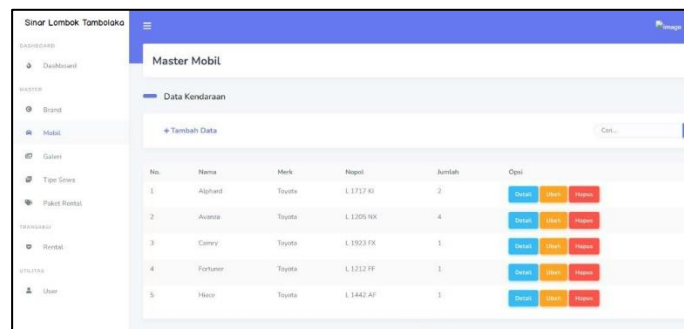 Sinar Lombok Tambolaka
image
DASHBOARD
Dashboard
Master Mobil
MASTER
Brand
Data Kendaraan
Mobil
+ Tambah Data
Cari...
Galeri
Tipe Sewa
Paket Rental
No. Nama Merk Nopol Jumlah Opsi
1 Alphard Toyota L 1717 KI 2 Detail Ubah Hapus
2 Avanza Toyota L 1205 NX 4 Detail Ubah Hapus
TRANSAKSI
Rental
3 Camry Toyota L 1923 FX 1 Detail Ubah Hapus
4 Fortuner Toyota L 1212 FF 1 Detail Ubah Hapus
UTILITAS
User
5 Hiace Toyota L 1442 AF 1 Detail Ubah Hapus